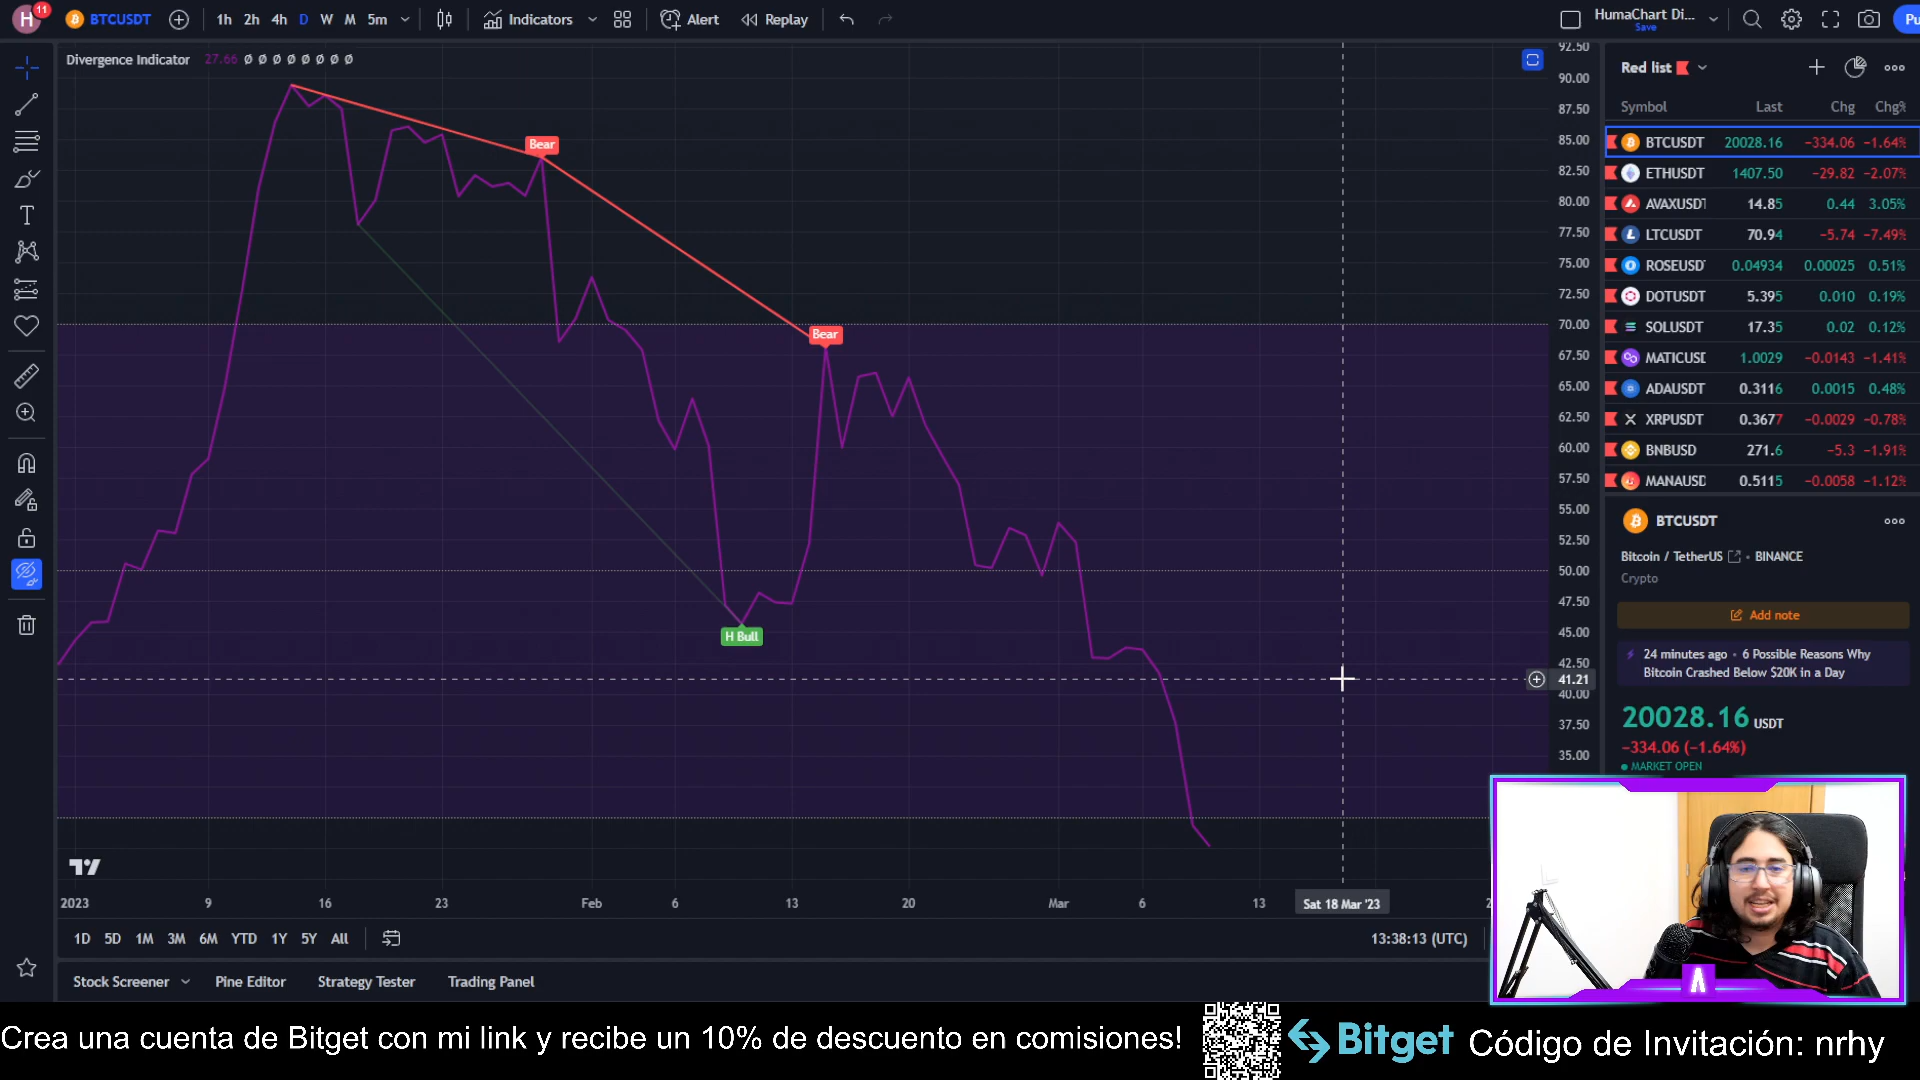 H 11 BTCUSDT 1h 2h 4h D W M 5m Indicators Alert Replay HumaChart Di... Save Pu
Divergence Indicator 27.66 Ø Ø Ø Ø Ø Ø Ø Ø
Bear
Bear
H Bull
92.50
90.00
87.50
85.00
82.50
80.00
77.50
75.00
72.50
70.00
67.50
65.00
62.50
60.00
57.50
55.00
52.50
50.00
47.50
45.00
42.50
41.21
40.00
37.50
35.00
2023 9 16 23 Feb 6 13 20 Mar 6 13 Sat 18 Mar '23
1D 5D 1M 3M 6M YTD 1Y 5Y All 13:38:13 (UTC)
Stock Screener Pine Editor Strategy Tester Trading Panel
Red list
Symbol Last Chg Chg%
BTCUSDT 20028.16 −334.06 −1.64%
ETHUSDT 1407.50 −29.82 −2.07%
AVAXUSDT 14.85 0.44 3.05%
LTCUSDT 70.94 −5.74 −7.49%
ROSEUSD 0.04934 0.00025 0.51%
DOTUSDT 5.395 0.010 0.19%
SOLUSDT 17.35 0.02 0.12%
MATICUSD 1.0029 −0.0143 −1.41%
ADAUSDT 0.3116 0.0015 0.48%
XRPUSDT 0.3677 −0.0029 −0.78%
BNBUSD 271.6 −5.3 −1.91%
MANAUSD 0.5115 −0.0058 −1.12%
BTCUSDT
Bitcoin / TetherUS • BINANCE
Crypto
Add note
24 minutes ago • 6 Possible Reasons Why
Bitcoin Crashed Below $20K in a Day
20028.16 USDT
−334.06 (−1.64%)
MARKET OPEN
Crea una cuenta de Bitget con mi link y recibe un 10% de descuento en comisiones! Bitget Código de Invitación: nrhy